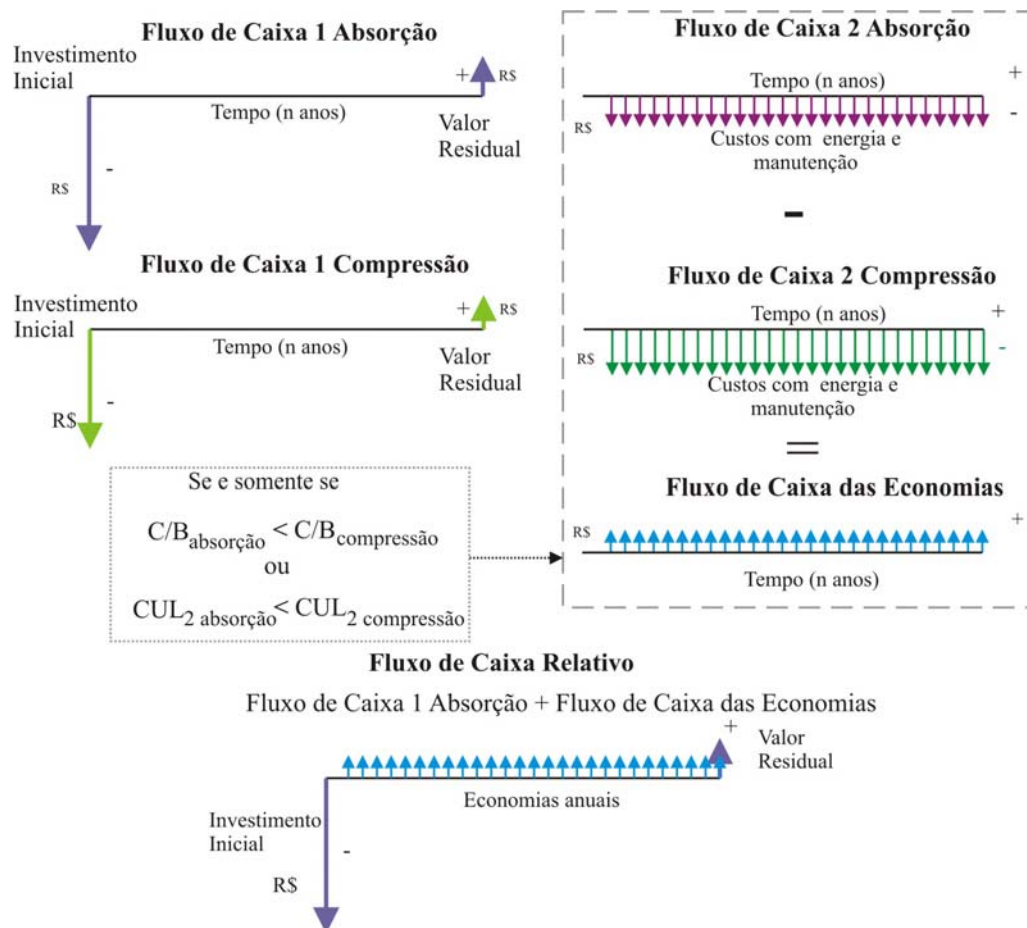 Fluxo de Caixa 1 Absorção
Investimento
Inicial
+
R$
Tempo (n anos)
Valor
Residual
-
R$
Fluxo de Caixa 2 Absorção
Tempo (n anos)
+
R$
-
Custos com energia e
manutenção
-
Fluxo de Caixa 1 Compressão
Investimento
Inicial
+
R$
Tempo (n anos)
Valor
Residual
-
R$
Fluxo de Caixa 2 Compressão
Tempo (n anos)
+
R$
-
Custos com energia e
manutenção
=
Fluxo de Caixa das Economias
R$
+
Tempo (n anos)
Se e somente se
C/B absorção < C/B compressão
ou
CUL2 absorção < CUL2 compressão
Fluxo de Caixa Relativo
Fluxo de Caixa 1 Absorção + Fluxo de Caixa das Economias
+
Valor
Residual
Economias anuais
Investimento
Inicial
-
R$